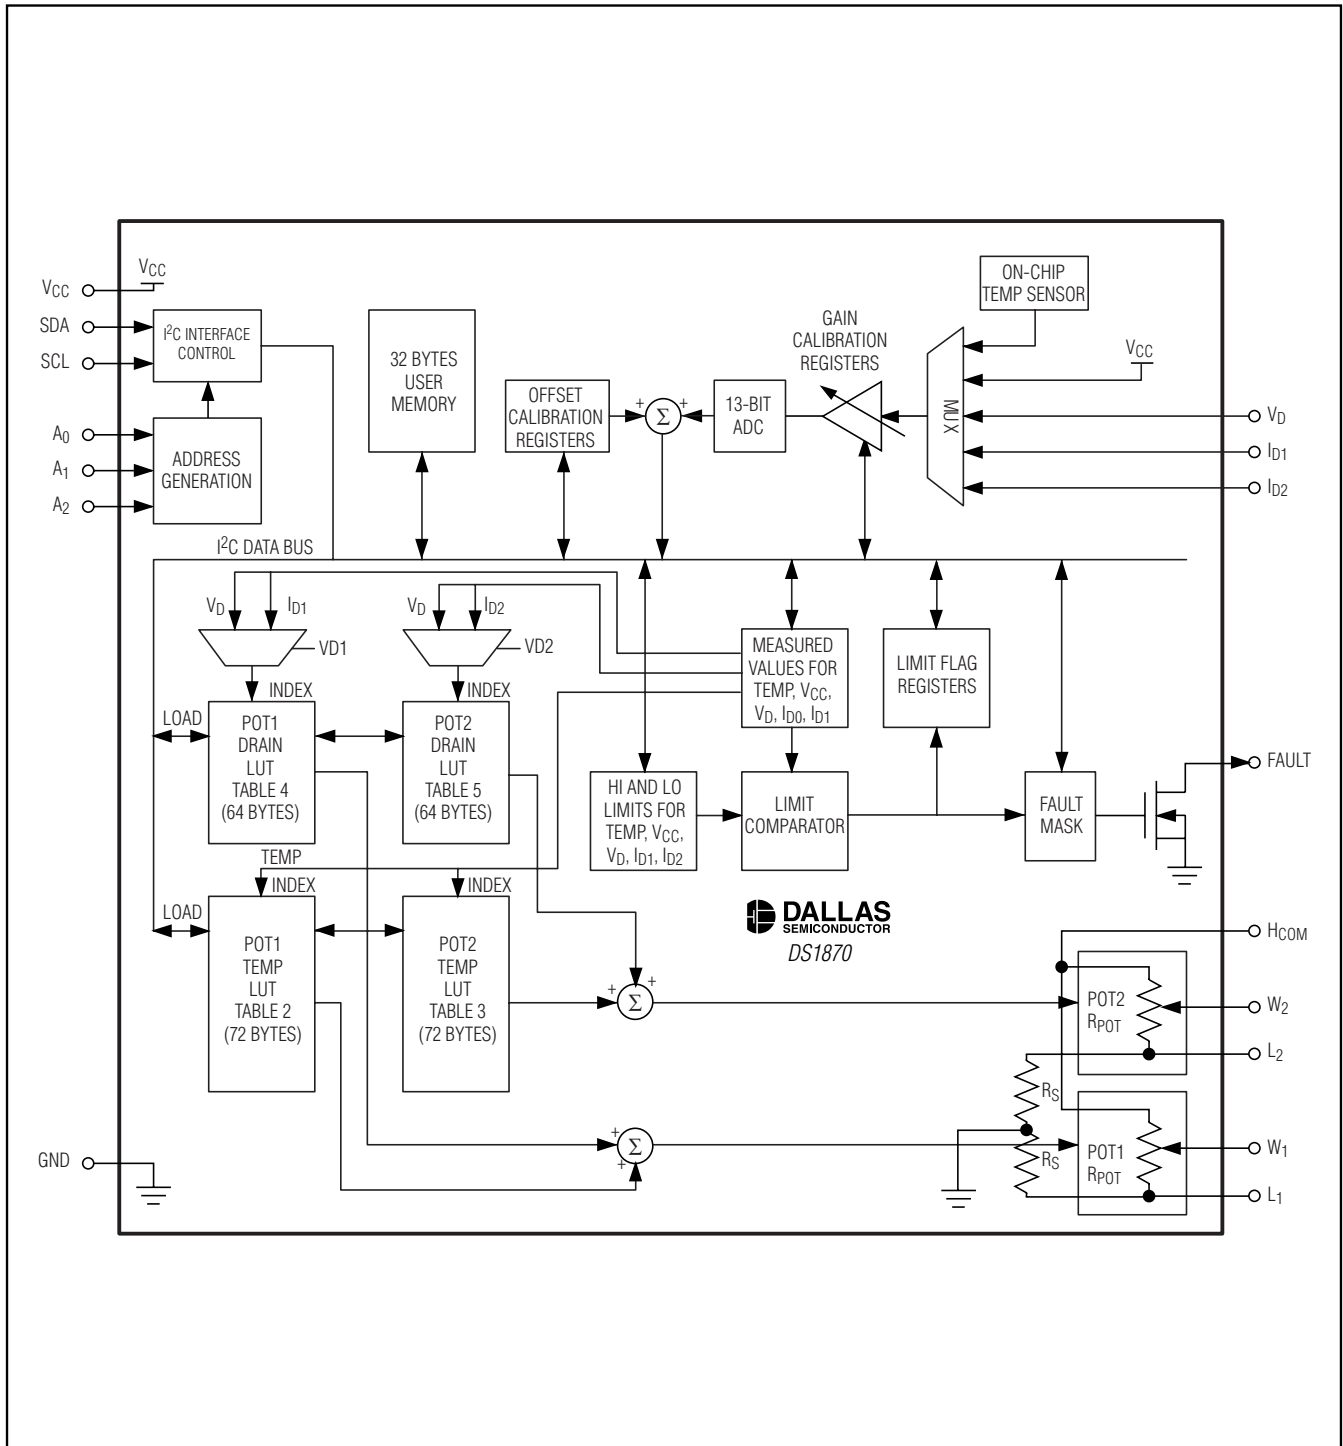 VCC
VCC
SDA
SCL
I2C INTERFACE
CONTROL
A0
A1
A2
ADDRESS
GENERATION
32 BYTES
USER
MEMORY
OFFSET
CALIBRATION
REGISTERS
+
Σ
+
13-BIT
ADC
GAIN
CALIBRATION
REGISTERS
MUX
ON-CHIP
TEMP SENSOR
VCC
VD
ID1
ID2
I2C DATA BUS
VD
ID1
VD1
VD
ID2
VD2
INDEX
INDEX
LOAD
POT1
DRAIN
LUT
TABLE 4
(64 BYTES)
POT2
DRAIN
LUT
TABLE 5
(64 BYTES)
MEASURED
VALUES FOR
TEMP, VCC,
VD, ID0, ID1
LIMIT FLAG
REGISTERS
HI AND LO
LIMITS FOR
TEMP, VCC,
VD, ID1, ID2
LIMIT
COMPARATOR
FAULT
MASK
FAULT
TEMP
INDEX
INDEX
LOAD
POT1
TEMP
LUT
TABLE 2
(72 BYTES)
POT2
TEMP
LUT
TABLE 3
(72 BYTES)
DALLAS
SEMICONDUCTOR
DS1870
+
Σ
+
HCOM
POT2
RPOT
W2
L2
RS
RS
+
Σ
+
POT1
RPOT
W1
L1
GND